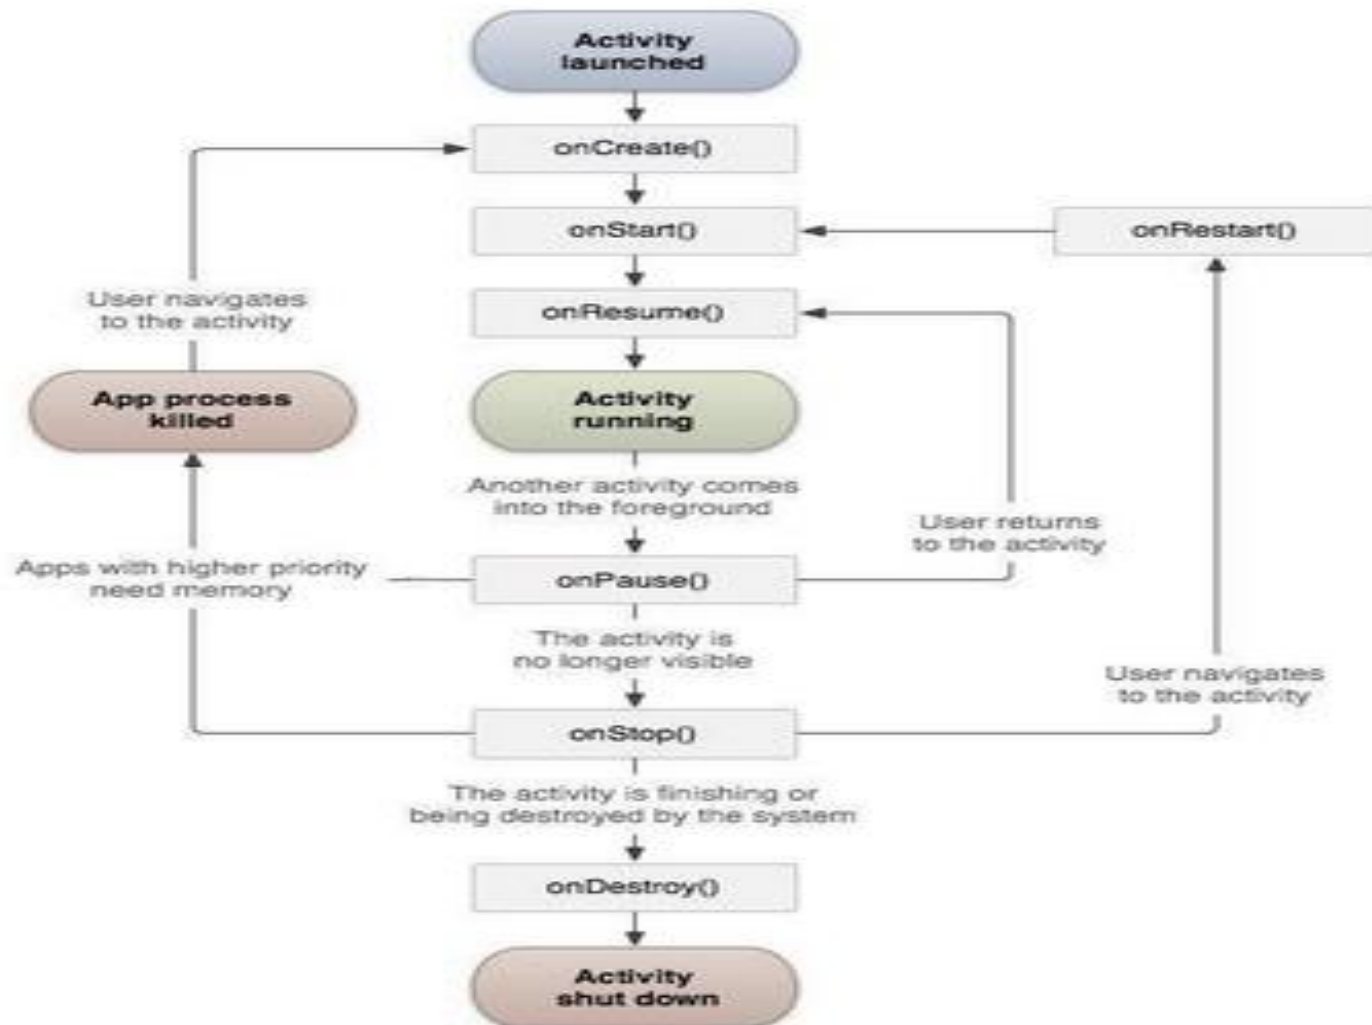 Activity
launched
onCreate()
onStart()
onRestart()
User navigates
to the activity
onResume()
App process
killed
Activity
running
Another activity comes
into the foreground
User returns
to the activity
Apps with higher priority
need memory
onPause()
The activity is
no longer visible
User navigates
to the activity
onStop()
The activity is finishing or
being destroyed by the system
onDestroy()
Activity
shut down